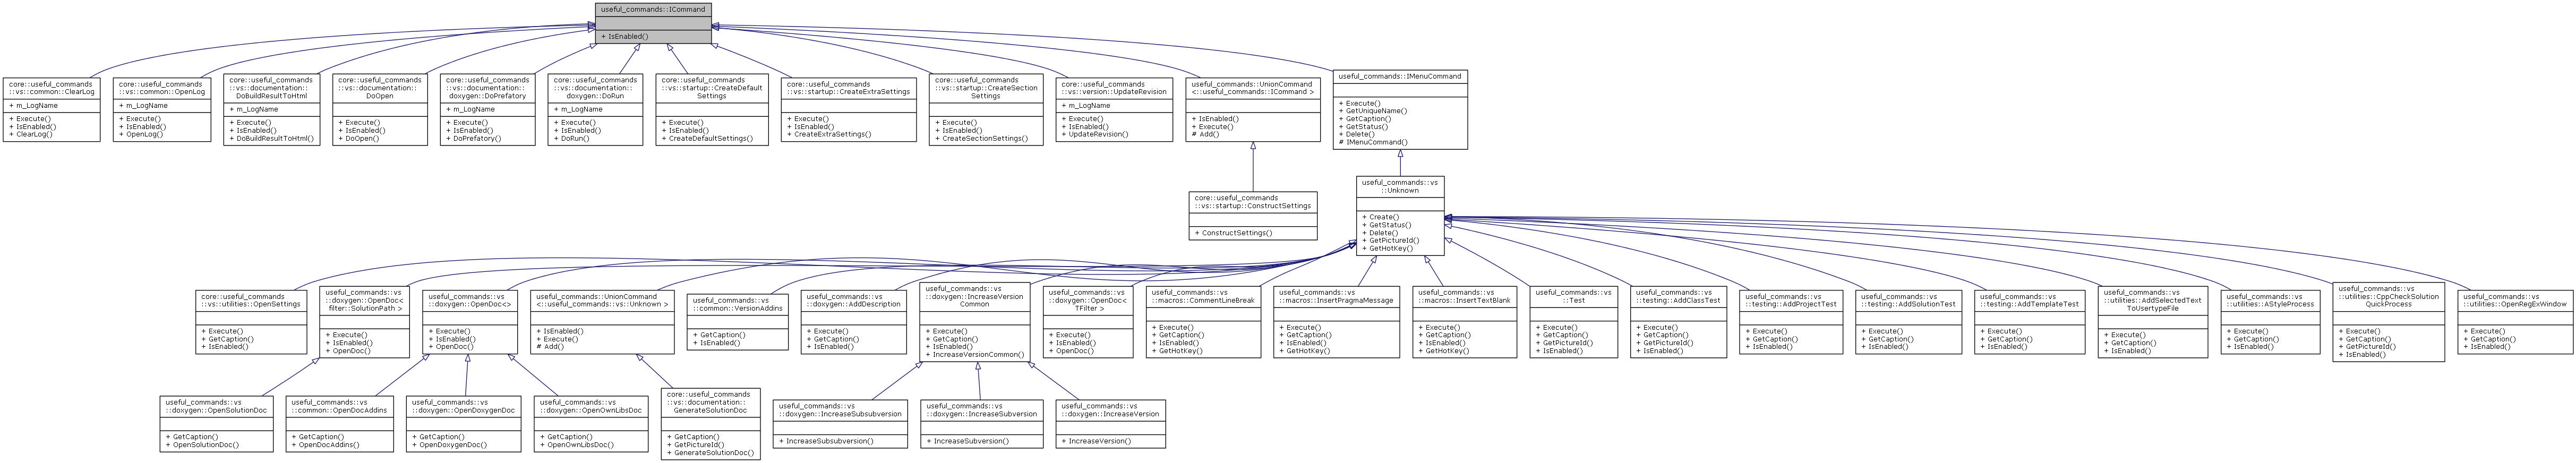 useful_commands::ICommand
+ IsEnabled()
core::useful_commands
::vs::common::ClearLog
+ m_LogName
+ Execute()
+ IsEnabled()
+ ClearLog()
core::useful_commands
::vs::common::OpenLog
+ m_LogName
+ Execute()
+ IsEnabled()
+ OpenLog()
core::useful_commands
::vs::documentation::
DoBuildResultToHtml
+ m_LogName
+ Execute()
+ IsEnabled()
+ DoBuildResultToHtml()
core::useful_commands
::vs::documentation::
DoOpen
+ Execute()
+ IsEnabled()
+ DoOpen()
core::useful_commands
::vs::documentation::
doxygen::DoPrefatory
+ m_LogName
+ Execute()
+ IsEnabled()
+ DoPrefatory()
core::useful_commands
::vs::documentation::
doxygen::DoRun
+ m_LogName
+ Execute()
+ IsEnabled()
+ DoRun()
core::useful_commands
::vs::startup::CreateDefault
Settings
+ Execute()
+ IsEnabled()
+ CreateDefaultSettings()
core::useful_commands
::vs::startup::CreateExtraSettings
+ Execute()
+ IsEnabled()
+ CreateExtraSettings()
core::useful_commands
::vs::startup::CreateSection
Settings
+ Execute()
+ IsEnabled()
+ CreateSectionSettings()
core::useful_commands
::vs::version::UpdateRevision
+ m_LogName
+ Execute()
+ IsEnabled()
+ UpdateRevision()
useful_commands::UnionCommand
<::useful_commands::ICommand >
+ IsEnabled()
+ Execute()
# Add()
useful_commands::IMenuCommand
+ Execute()
+ GetUniqueName()
+ GetCaption()
+ GetStatus()
+ Delete()
# IMenuCommand()
core::useful_commands
::vs::startup::ConstructSettings
+ ConstructSettings()
useful_commands::vs
::Unknown
+ Create()
+ GetStatus()
+ Delete()
+ GetPictureId()
+ GetHotKey()
core::useful_commands
::vs::utilities::OpenSettings
+ Execute()
+ GetCaption()
+ IsEnabled()
useful_commands::vs
::doxygen::OpenDoc<
filter::SolutionPath >
+ Execute()
+ IsEnabled()
+ OpenDoc()
useful_commands::vs
::doxygen::OpenDoc<>
+ Execute()
+ IsEnabled()
+ OpenDoc()
useful_commands::UnionCommand
<::useful_commands::vs::Unknown >
+ IsEnabled()
+ Execute()
# Add()
useful_commands::vs
::common::VersionAddins
+ GetCaption()
+ IsEnabled()
useful_commands::vs
::doxygen::AddDescription
+ Execute()
+ GetCaption()
+ IsEnabled()
useful_commands::vs
::doxygen::IncreaseVersion
Common
+ Execute()
+ GetCaption()
+ IsEnabled()
+ IncreaseVersionCommon()
useful_commands::vs
::doxygen::OpenDoc<
TFilter >
+ Execute()
+ IsEnabled()
+ OpenDoc()
useful_commands::vs
::macros::CommentLineBreak
+ Execute()
+ GetCaption()
+ IsEnabled()
+ GetHotKey()
useful_commands::vs
::macros::InsertPragmaMessage
+ Execute()
+ GetCaption()
+ IsEnabled()
+ GetHotKey()
useful_commands::vs
::macros::InsertTextBlank
+ Execute()
+ GetCaption()
+ IsEnabled()
+ GetHotKey()
useful_commands::vs
::Test
+ Execute()
+ GetCaption()
+ GetPictureId()
+ IsEnabled()
useful_commands::vs
::testing::AddClassTest
+ Execute()
+ GetCaption()
+ GetPictureId()
+ IsEnabled()
useful_commands::vs
::testing::AddProjectTest
+ Execute()
+ GetCaption()
+ IsEnabled()
useful_commands::vs
::testing::AddSolutionTest
+ Execute()
+ GetCaption()
+ IsEnabled()
useful_commands::vs
::testing::AddTemplateTest
+ Execute()
+ GetCaption()
+ IsEnabled()
useful_commands::vs
::utilities::AddSelectedText
ToUsertypeFile
+ Execute()
+ GetCaption()
+ IsEnabled()
useful_commands::vs
::utilities::AStyleProcess
+ Execute()
+ GetCaption()
+ IsEnabled()
useful_commands::vs
::utilities::CppCheckSolution
QuickProcess
+ Execute()
+ GetCaption()
+ GetPictureId()
+ IsEnabled()
useful_commands::vs
::utilities::OpenRegExWindow
+ Execute()
+ GetCaption()
+ IsEnabled()
useful_commands::vs
::doxygen::OpenSolutionDoc
+ GetCaption()
+ OpenSolutionDoc()
useful_commands::vs
::common::OpenDocAddins
+ GetCaption()
+ OpenDocAddins()
useful_commands::vs
::doxygen::OpenDoxygenDoc
+ GetCaption()
+ OpenDoxygenDoc()
useful_commands::vs
::doxygen::OpenOwnLibsDoc
+ GetCaption()
+ OpenOwnLibsDoc()
core::useful_commands
::vs::documentation::
GenerateSolutionDoc
+ GetCaption()
+ GetPictureId()
+ GenerateSolutionDoc()
useful_commands::vs
::doxygen::IncreaseSubsubversion
+ IncreaseSubsubversion()
useful_commands::vs
::doxygen::IncreaseSubversion
+ IncreaseSubversion()
useful_commands::vs
::doxygen::IncreaseVersion
+ IncreaseVersion()